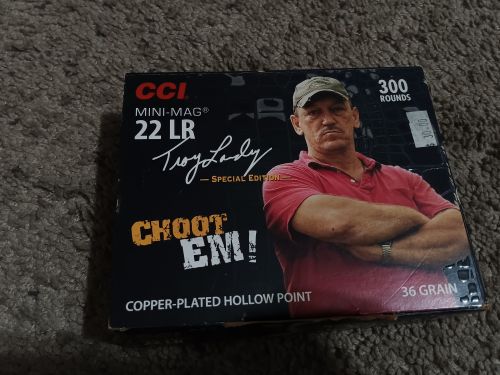 CCI
MINI-MAG®
22 LR
300
ROUNDS
Troy Landry
— SPECIAL EDITION —
CHOOT
EM!
COPPER-PLATED HOLLOW POINT
36 GRAIN